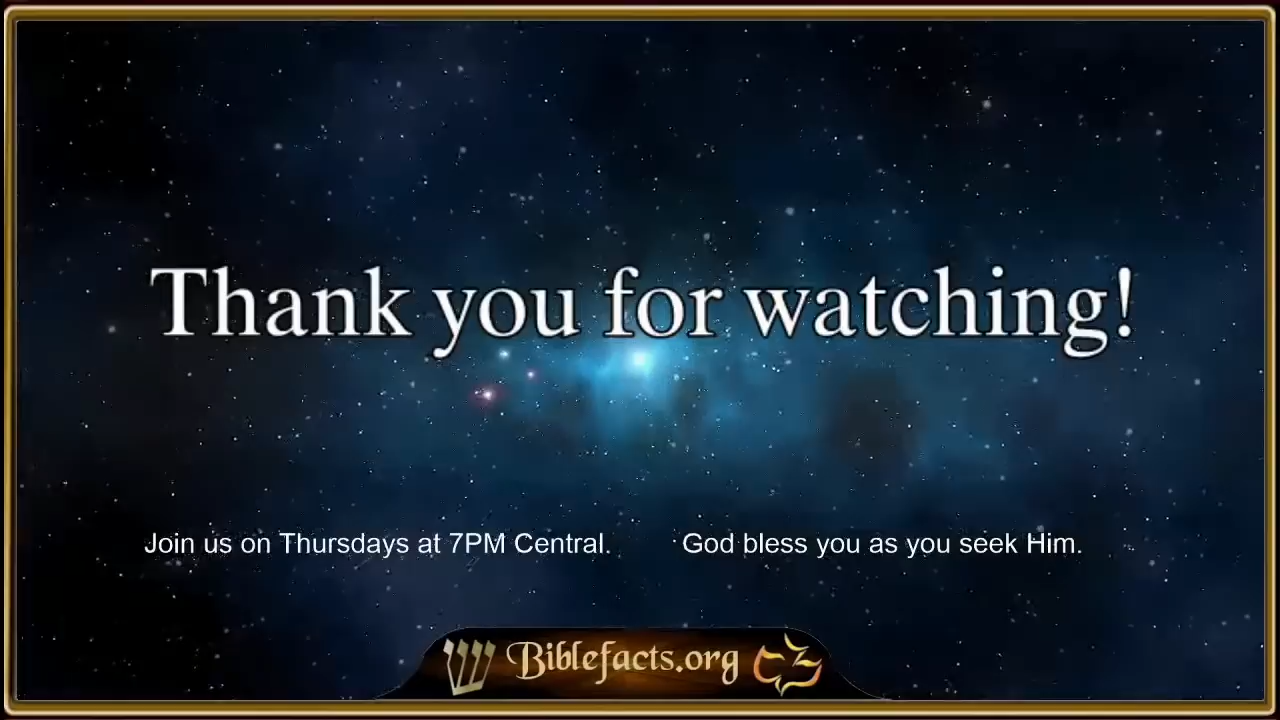 Thank you for watching!
Join us on Thursdays at 7PM Central. God bless you as you seek Him.
ש Biblefacts.org